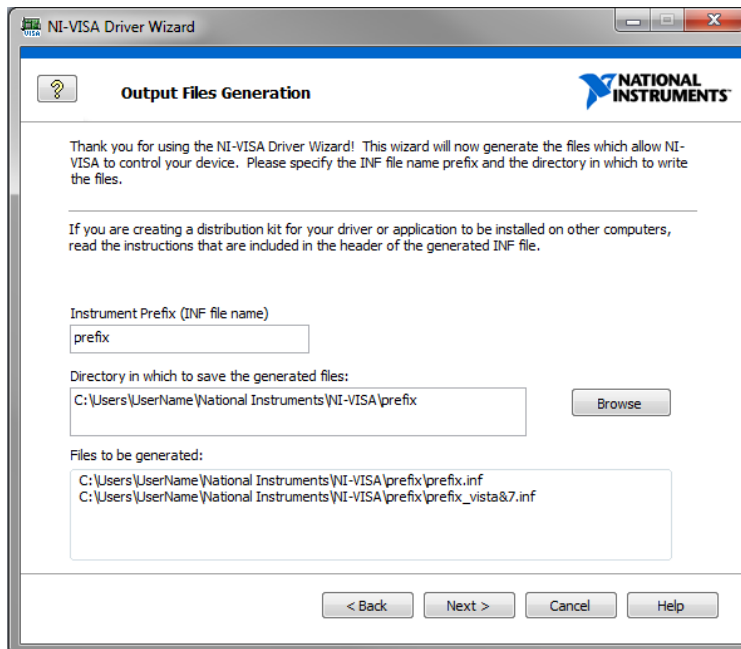 NI-VISA Driver Wizard
Output Files Generation
NATIONAL
INSTRUMENTS™
Thank you for using the NI-VISA Driver Wizard! This wizard will now generate the files which allow NI-
VISA to control your device. Please specify the INF file name prefix and the directory in which to write
the files.
If you are creating a distribution kit for your driver or application to be installed on other computers,
read the instructions that are included in the header of the generated INF file.
Instrument Prefix (INF file name)
prefix
Directory in which to save the generated files:
C:\Users\UserName\National Instruments\NI-VISA\prefix
Browse
Files to be generated:
C:\Users\UserName\National Instruments\NI-VISA\prefix\prefix.inf
C:\Users\UserName\National Instruments\NI-VISA\prefix\prefix_vista&7.inf
< Back
Next >
Cancel
Help